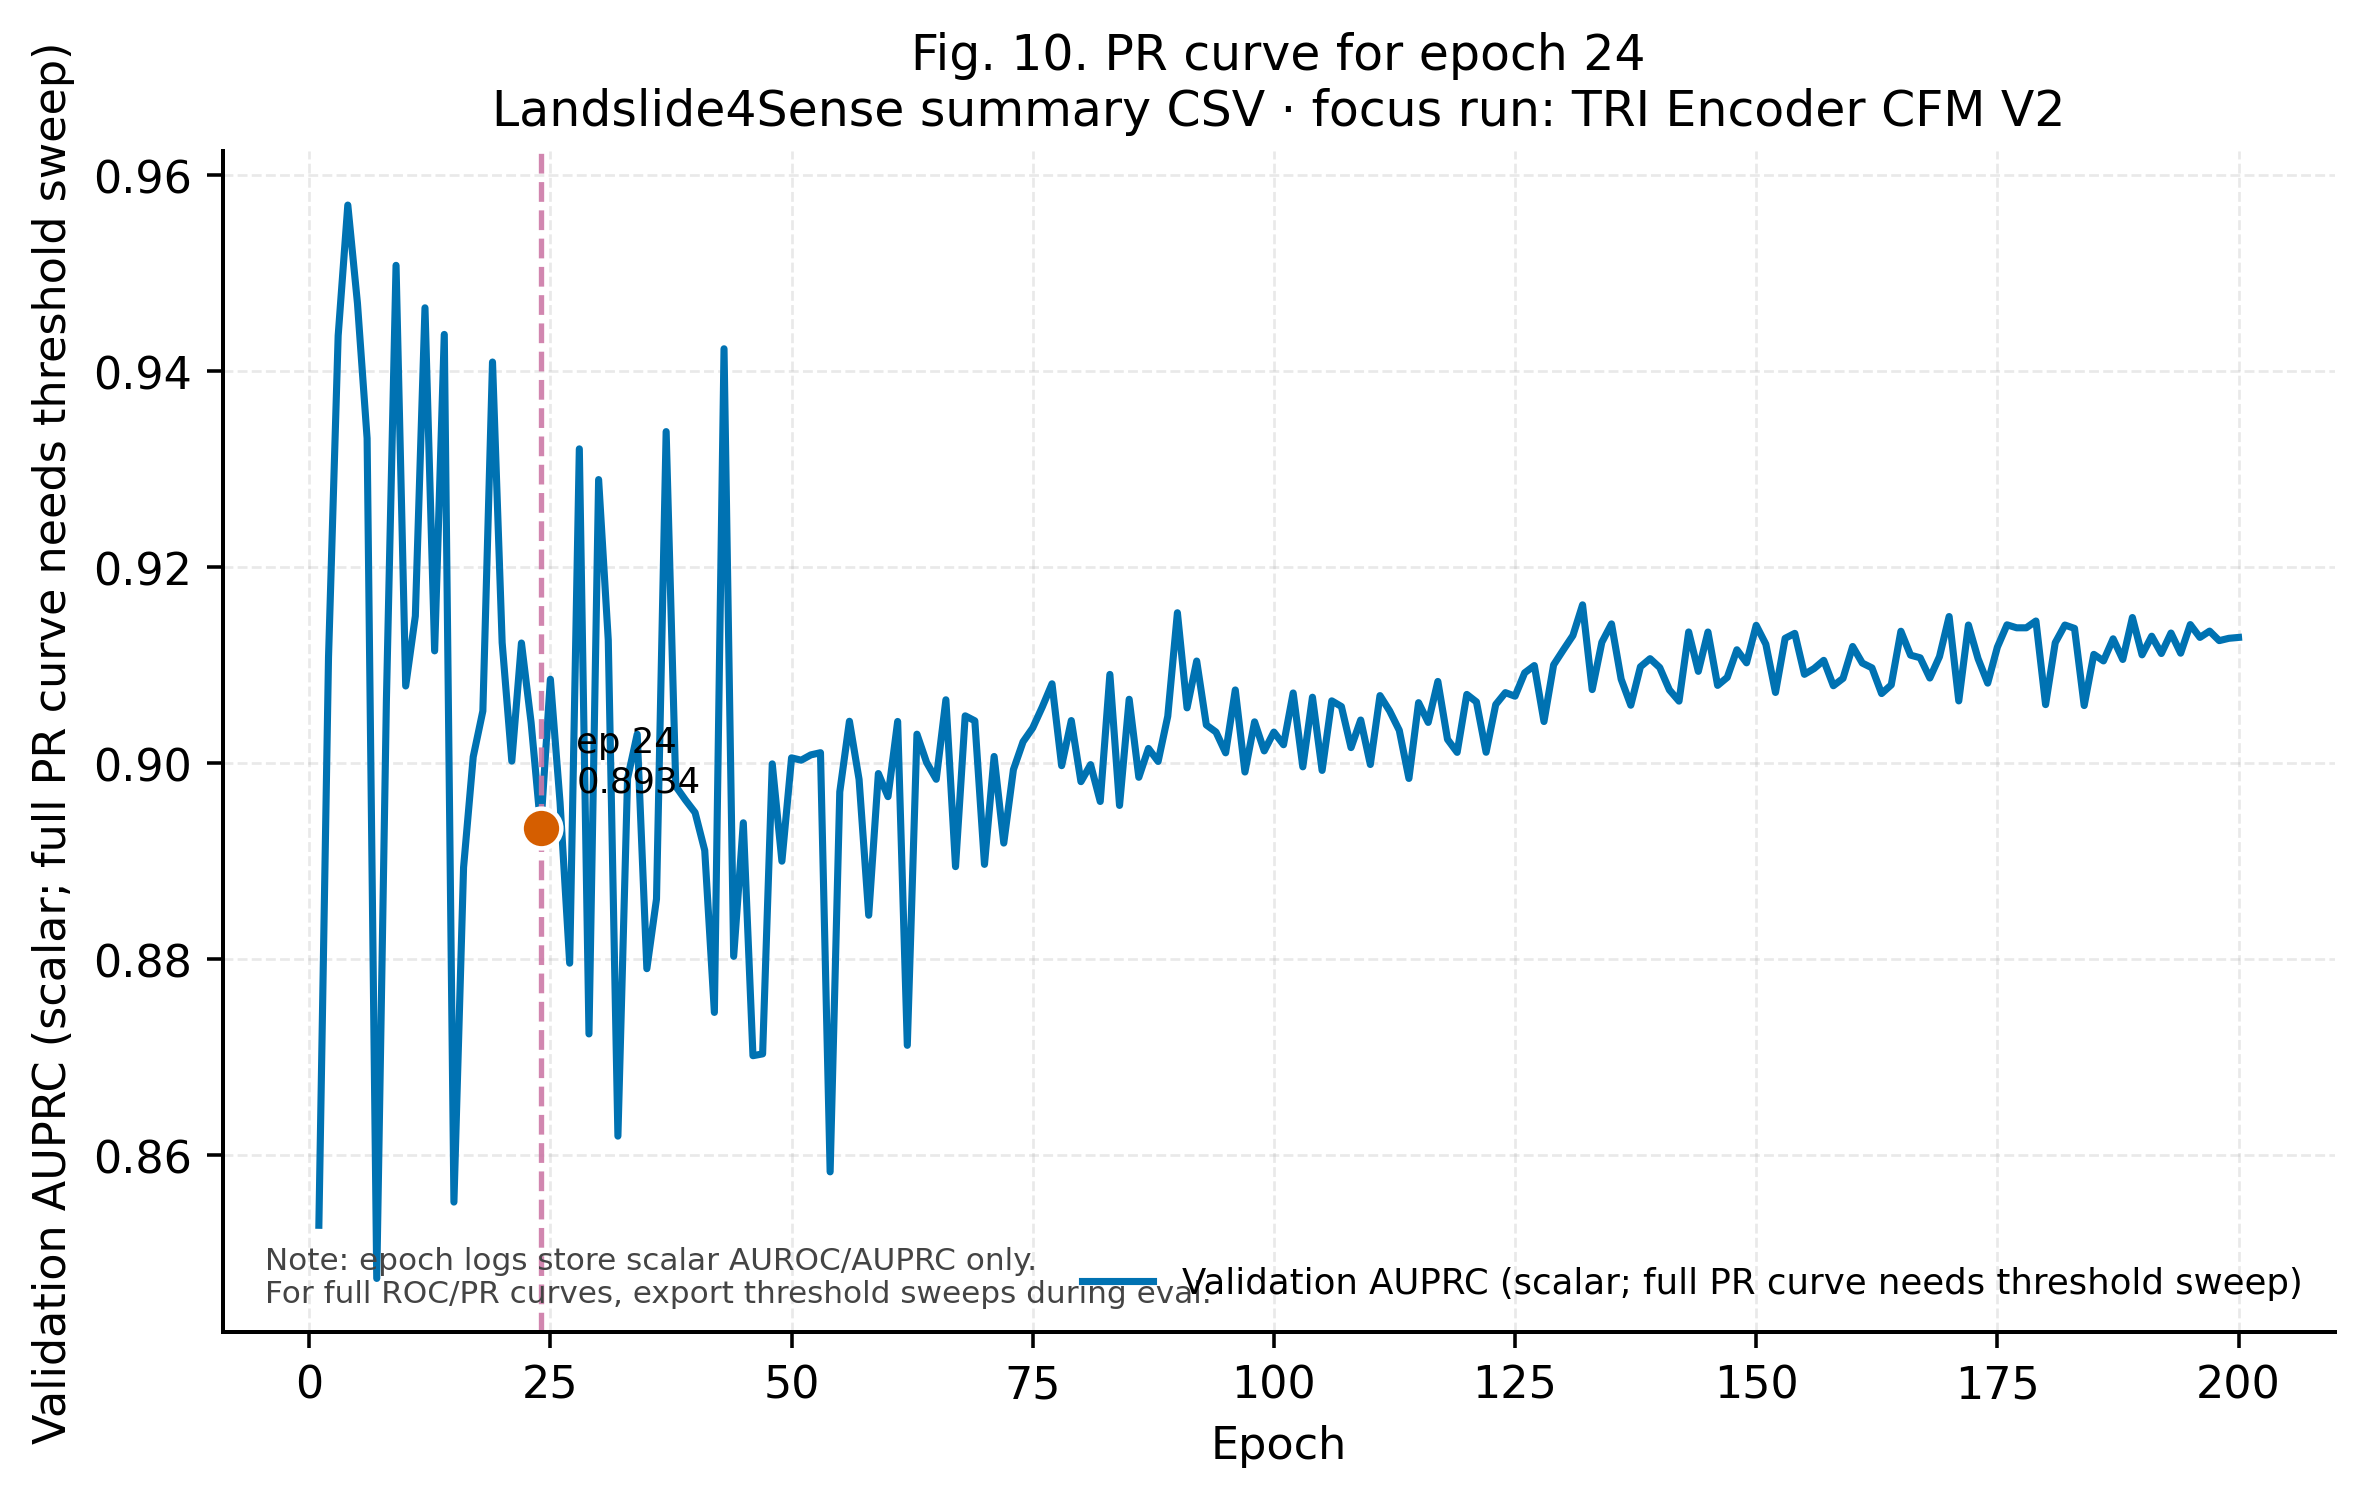 Fig. 10. PR curve for epoch 24
Landslide4Sense summary CSV · focus run: TRI Encoder CFM V2
Validation AUPRC (scalar; full PR curve needs threshold sweep)
0.96
0.94
0.92
0.90
0.88
0.86
ep 24
0.8934
Note: epoch logs store scalar AUROC/AUPRC only.
For full ROC/PR curves, export threshold sweeps during eval.
Validation AUPRC (scalar; full PR curve needs threshold sweep)
0 25 50 75 100 125 150 175 200
Epoch